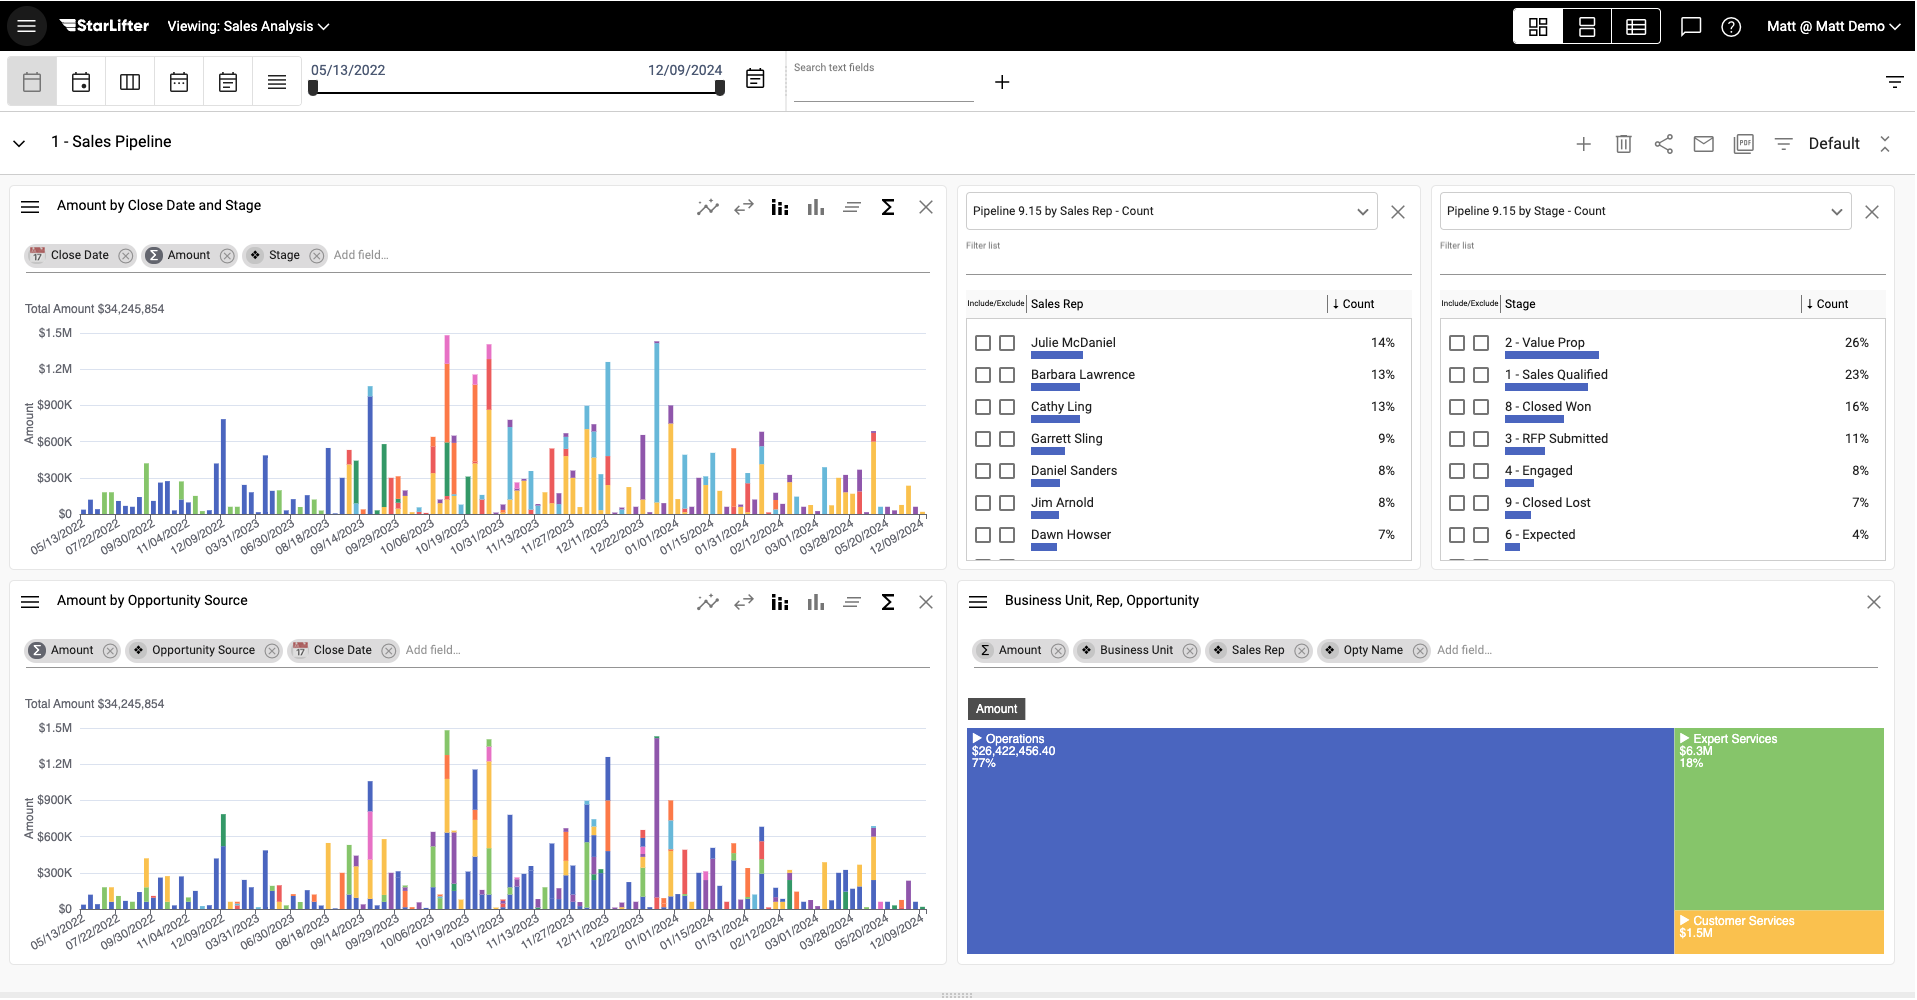 StarLifter Viewing: Sales Analysis Matt @ Matt Demo
05/13/2022 12/09/2024 Search text fields
1 - Sales Pipeline Default
Amount by Close Date and Stage
Close Date Amount Stage Add field...
Total Amount $34,245,854
Amount
$1.5M
$1.2M
$900K
$600K
$300K
$0
05/13/2022 07/22/2022 09/30/2022 11/04/2022 12/09/2022 03/31/2023 06/30/2023 08/18/2023 09/14/2023 09/29/2023 10/06/2023 10/19/2023 10/31/2023 11/13/2023 11/27/2023 12/11/2023 12/22/2023 01/01/2024 01/15/2024 01/31/2024 02/12/2024 03/01/2024 03/28/2024 05/20/2024 12/09/2024
Pipeline 9.15 by Sales Rep - Count
Filter list
Include/Exclude Sales Rep ↓ Count
Julie McDaniel 14%
Barbara Lawrence 13%
Cathy Ling 13%
Garrett Sling 9%
Daniel Sanders 8%
Jim Arnold 8%
Dawn Howser 7%
Pipeline 9.15 by Stage - Count
Filter list
Include/Exclude Stage ↓ Count
2 - Value Prop 26%
1 - Sales Qualified 23%
8 - Closed Won 16%
3 - RFP Submitted 11%
4 - Engaged 8%
9 - Closed Lost 7%
6 - Expected 4%
Amount by Opportunity Source
Amount Opportunity Source Close Date Add field...
Total Amount $34,245,854
Amount
$1.5M
$1.2M
$900K
$600K
$300K
$0
05/13/2022 07/22/2022 09/30/2022 11/04/2022 12/09/2022 03/31/2023 06/30/2023 08/18/2023 09/14/2023 09/29/2023 10/06/2023 10/19/2023 10/31/2023 11/13/2023 11/27/2023 12/11/2023 12/22/2023 01/01/2024 01/15/2024 01/31/2024 02/12/2024 03/01/2024 03/28/2024 05/20/2024 12/09/2024
Business Unit, Rep, Opportunity
Amount Business Unit Sales Rep Opty Name Add field...
Amount
Operations
$26,422,456.40
77%
Expert Services
$6.3M
18%
Customer Services
$1.5M